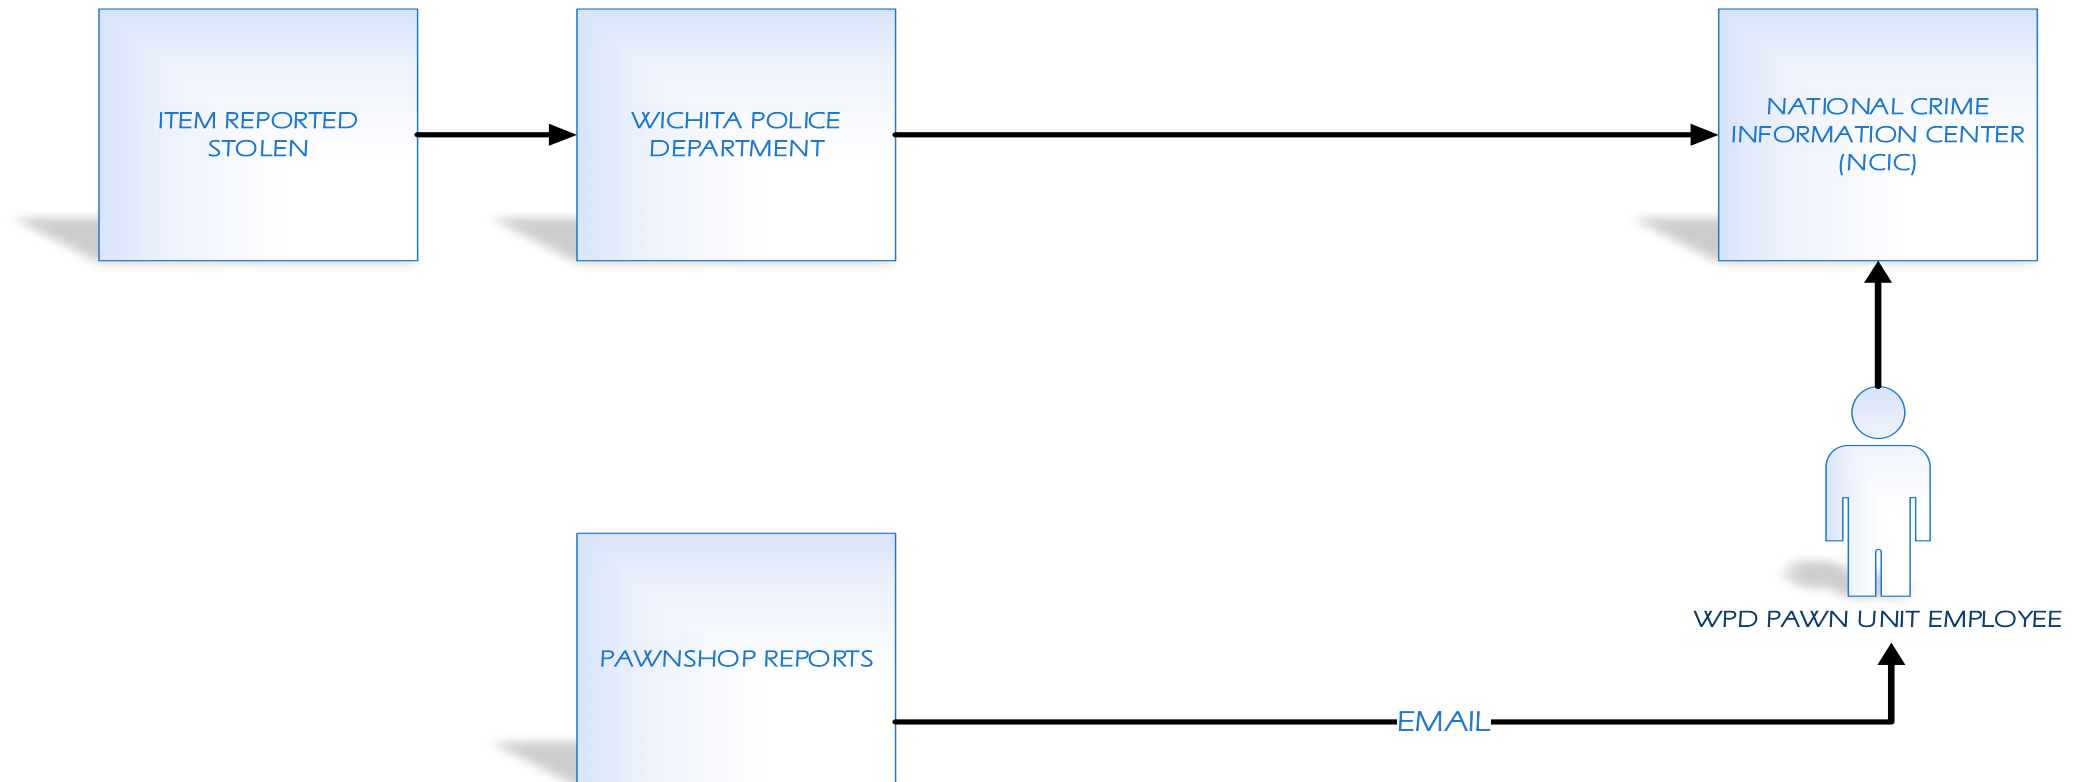 ITEM REPORTED
STOLEN
WICHITA POLICE
DEPARTMENT
NATIONAL CRIME
INFORMATION CENTER
(NCIC)
WPD PAWN UNIT EMPLOYEE
PAWNSHOP REPORTS
EMAIL